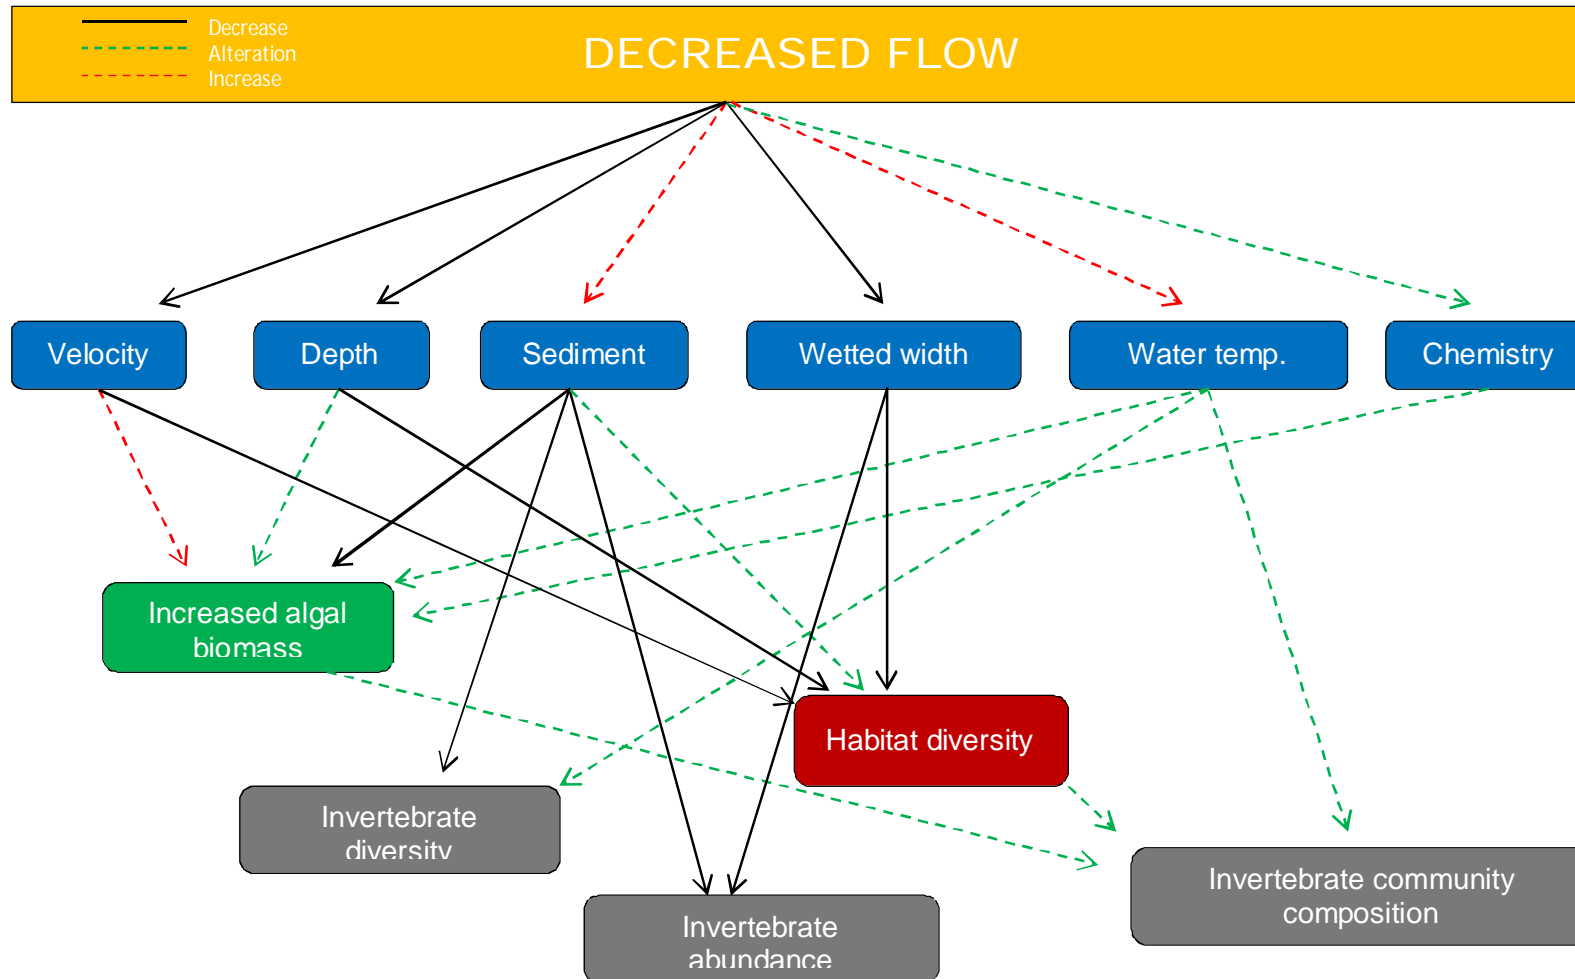 Decrease
Alteration
Increase
DECREASED FLOW
Velocity
Depth
Sediment
Wetted width
Water temp.
Chemistry
Increased algal
biomass
Habitat diversity
Invertebrate
diversity
Invertebrate community
composition
Invertebrate
abundance